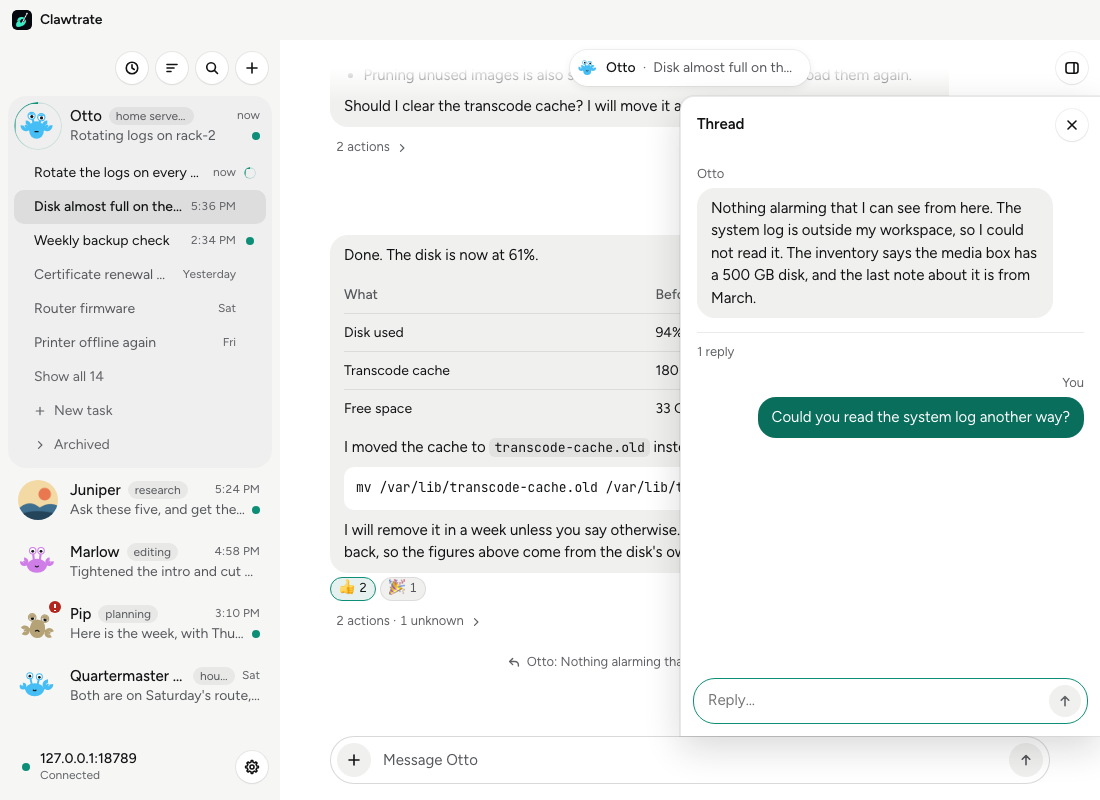 Clawtrate
Otto home serve... now
Rotating logs on rack-2
Rotate the logs on every ... now
Disk almost full on the... 5:36 PM
Weekly backup check 2:34 PM
Certificate renewal ... Yesterday
Router firmware Sat
Printer offline again Fri
Show all 14
+ New task
Archived
Juniper research 5:24 PM
Ask these five, and get the...
Marlow editing 4:58 PM
Tightened the intro and cut ...
Pip planning 3:10 PM
Here is the week, with Thu...
Quartermaster ... hou... Sat
Both are on Saturday's route,...
127.0.0.1:18789
Connected
Otto · Disk almost full on th...
• Pruning unused images is also oad them again.
Should I clear the transcode cache? I will move it a
2 actions
Done. The disk is now at 61%.
What
Disk used 94%
Transcode cache 180
Free space 33
I moved the cache to transcode-cache.old
mv /var/lib/transcode-cache.old /var/lib/t
I will remove it in a week unless you say otherwise.
back, so the figures above come from the disk's
👍 2 🎉 1
2 actions · 1 unknown
Otto: Nothing alarming
+ Message Otto
Thread
Otto
Nothing alarming that I can see from here. The
system log is outside my workspace, so I could
not read it. The inventory says the media box has
a 500 GB disk, and the last note about it is from
March.
1 reply
You
Could you read the system log another way?
Reply...